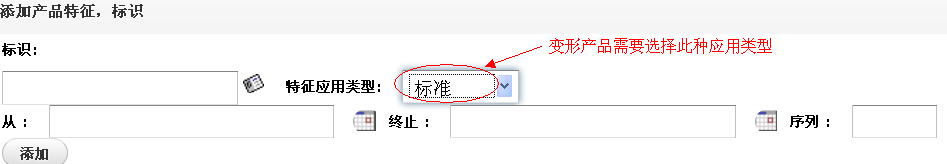 添加产品特征，标识
变形产品需要选择此种应用类型
标识：
特征应用类型： 标准
从： 终止： 序列：
添加